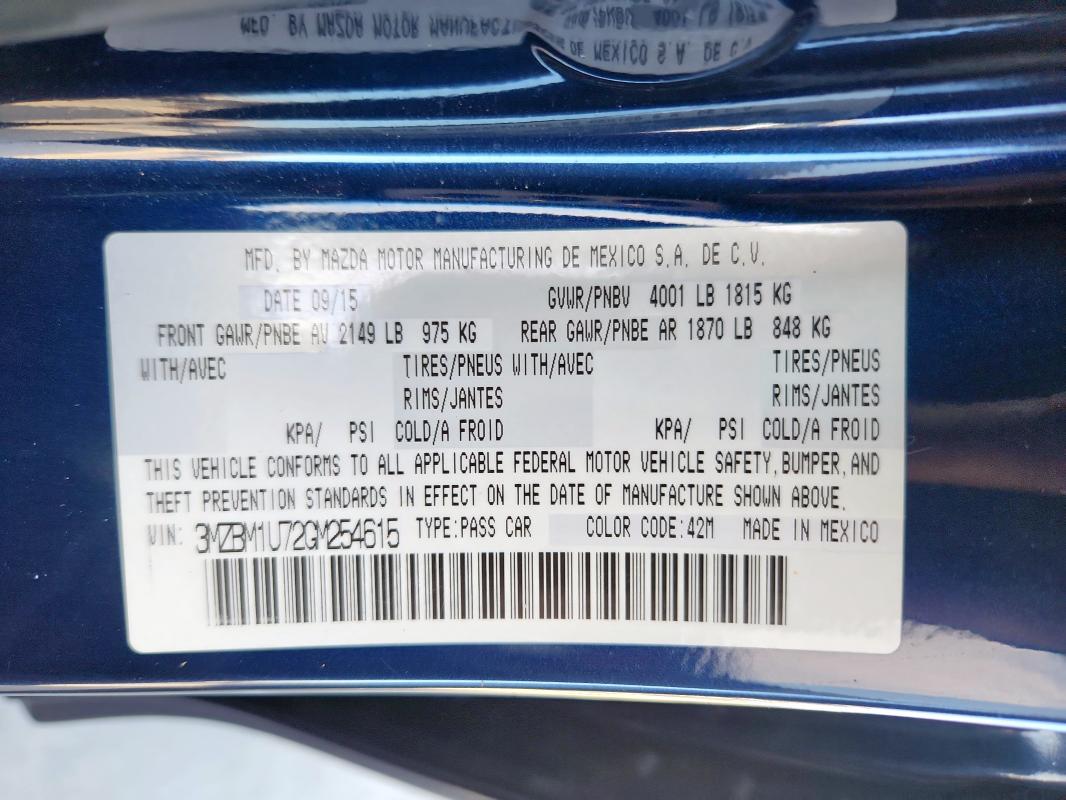 MFD. BY MAZDA MOTOR MANUFACTURING DE MEXICO S.A. DE C.V.
DATE 09/15 GVWR/PNBV 4001 LB 1815 KG
FRONT GAWR/PNBE AV 2149 LB 975 KG REAR GAWR/PNBE AR 1870 LB 848 KG
WITH/AVEC TIRES/PNEUS WITH/AVEC TIRES/PNEUS
RIMS/JANTES RIMS/JANTES
KPA/ PSI COLD/A FROID KPA/ PSI COLD/A FROID
THIS VEHICLE CONFORMS TO ALL APPLICABLE FEDERAL MOTOR VEHICLE SAFETY, BUMPER, AND
THEFT PREVENTION STANDARDS IN EFFECT ON THE DATE OF MANUFACTURE SHOWN ABOVE.
VIN: 3MZBM1U72GM254615 TYPE:PASS CAR COLOR CODE:42M MADE IN MEXICO